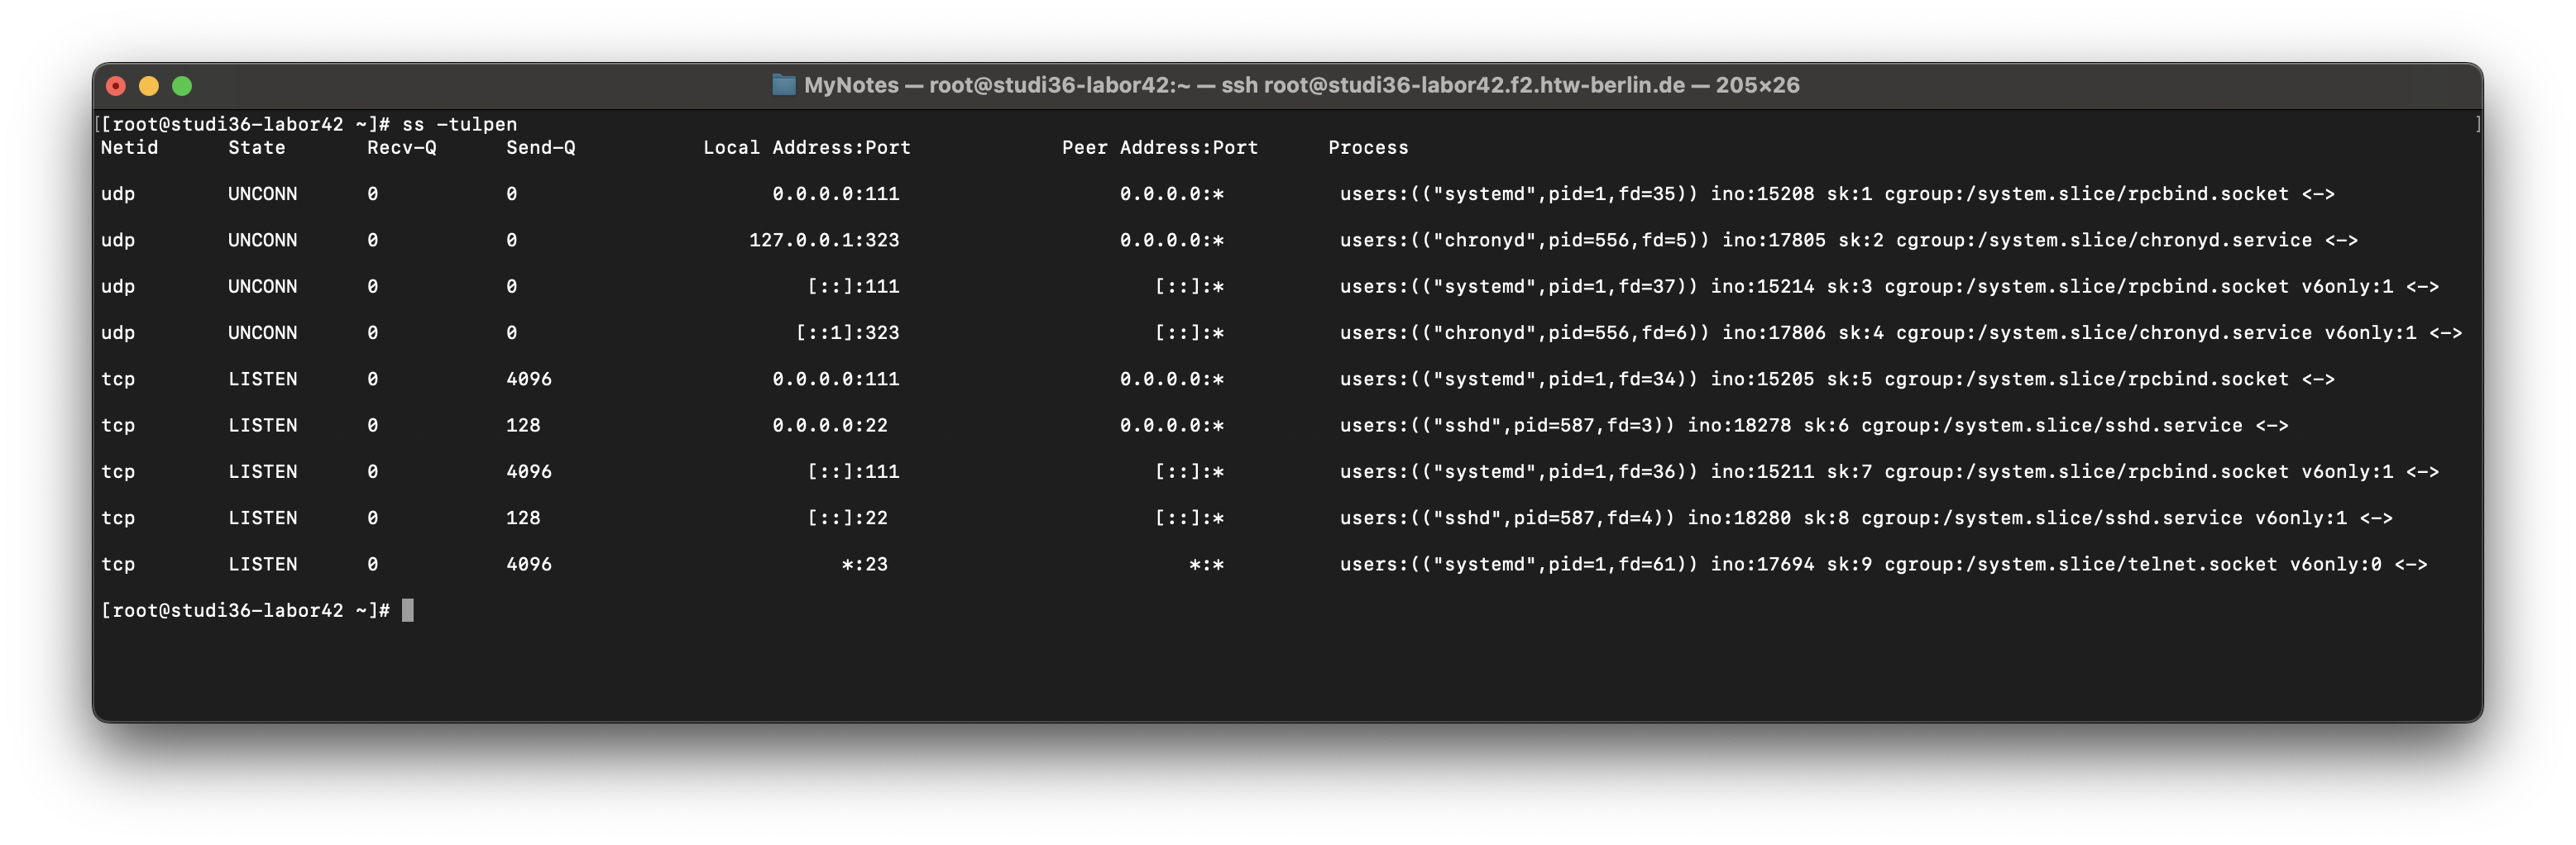 MyNotes — root@studi36-labor42:~ — ssh root@studi36-labor42.f2.htw-berlin.de — 205×26
[[root@studi36-labor42 ~]# ss -tulpen ]
Netid State Recv-Q Send-Q Local Address:Port Peer Address:Port Process
udp UNCONN 0 0 0.0.0.0:111 0.0.0.0:* users:(("systemd",pid=1,fd=35)) ino:15208 sk:1 cgroup:/system.slice/rpcbind.socket <->
udp UNCONN 0 0 127.0.0.1:323 0.0.0.0:* users:(("chronyd",pid=556,fd=5)) ino:17805 sk:2 cgroup:/system.slice/chronyd.service <->
udp UNCONN 0 0 [::]:111 [::]:* users:(("systemd",pid=1,fd=37)) ino:15214 sk:3 cgroup:/system.slice/rpcbind.socket v6only:1 <->
udp UNCONN 0 0 [::1]:323 [::]:* users:(("chronyd",pid=556,fd=6)) ino:17806 sk:4 cgroup:/system.slice/chronyd.service v6only:1 <->
tcp LISTEN 0 4096 0.0.0.0:111 0.0.0.0:* users:(("systemd",pid=1,fd=34)) ino:15205 sk:5 cgroup:/system.slice/rpcbind.socket <->
tcp LISTEN 0 128 0.0.0.0:22 0.0.0.0:* users:(("sshd",pid=587,fd=3)) ino:18278 sk:6 cgroup:/system.slice/sshd.service <->
tcp LISTEN 0 4096 [::]:111 [::]:* users:(("systemd",pid=1,fd=36)) ino:15211 sk:7 cgroup:/system.slice/rpcbind.socket v6only:1 <->
tcp LISTEN 0 128 [::]:22 [::]:* users:(("sshd",pid=587,fd=4)) ino:18280 sk:8 cgroup:/system.slice/sshd.service v6only:1 <->
tcp LISTEN 0 4096 *:23 *:* users:(("systemd",pid=1,fd=61)) ino:17694 sk:9 cgroup:/system.slice/telnet.socket v6only:0 <->
[root@studi36-labor42 ~]#